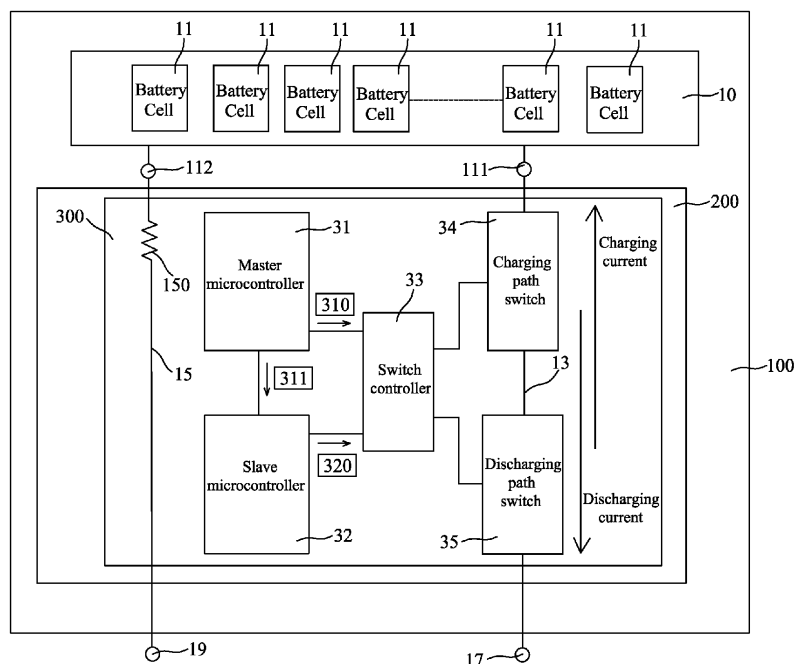 11 11 11 11 11 11
Battery Cell
Battery Cell
Battery Cell
Battery Cell
Battery Cell
Battery Cell
10
112
111
200
300
31
34
Charging current
150
Master microcontroller
Charging path switch
310
33
15
311
Switch controller
13
100
320
Slave microcontroller
Discharging path switch
Discharging current
32
35
19
17